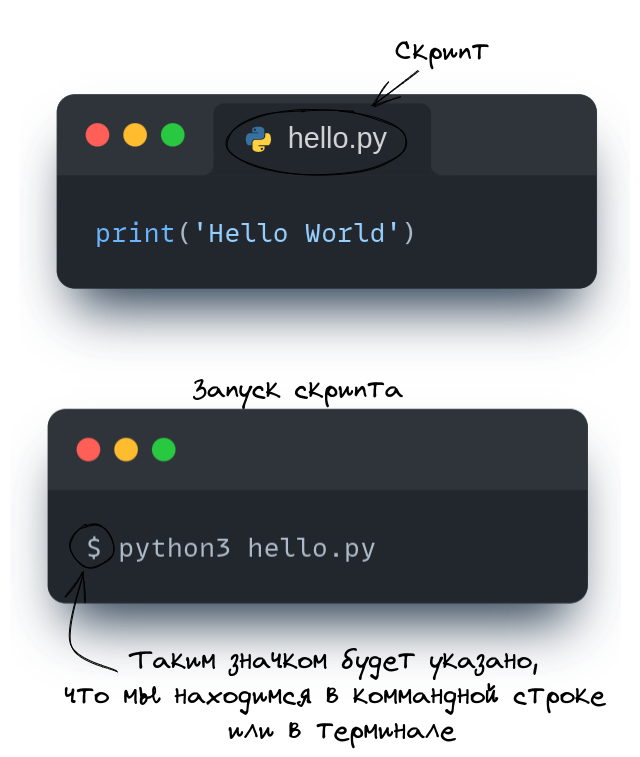 Скрипт
hello.py
print('Hello World')
Запуск скрипта
$ python3 hello.py
Таким значком будет указано,
что мы находимся в коммандной строке
или в терминале